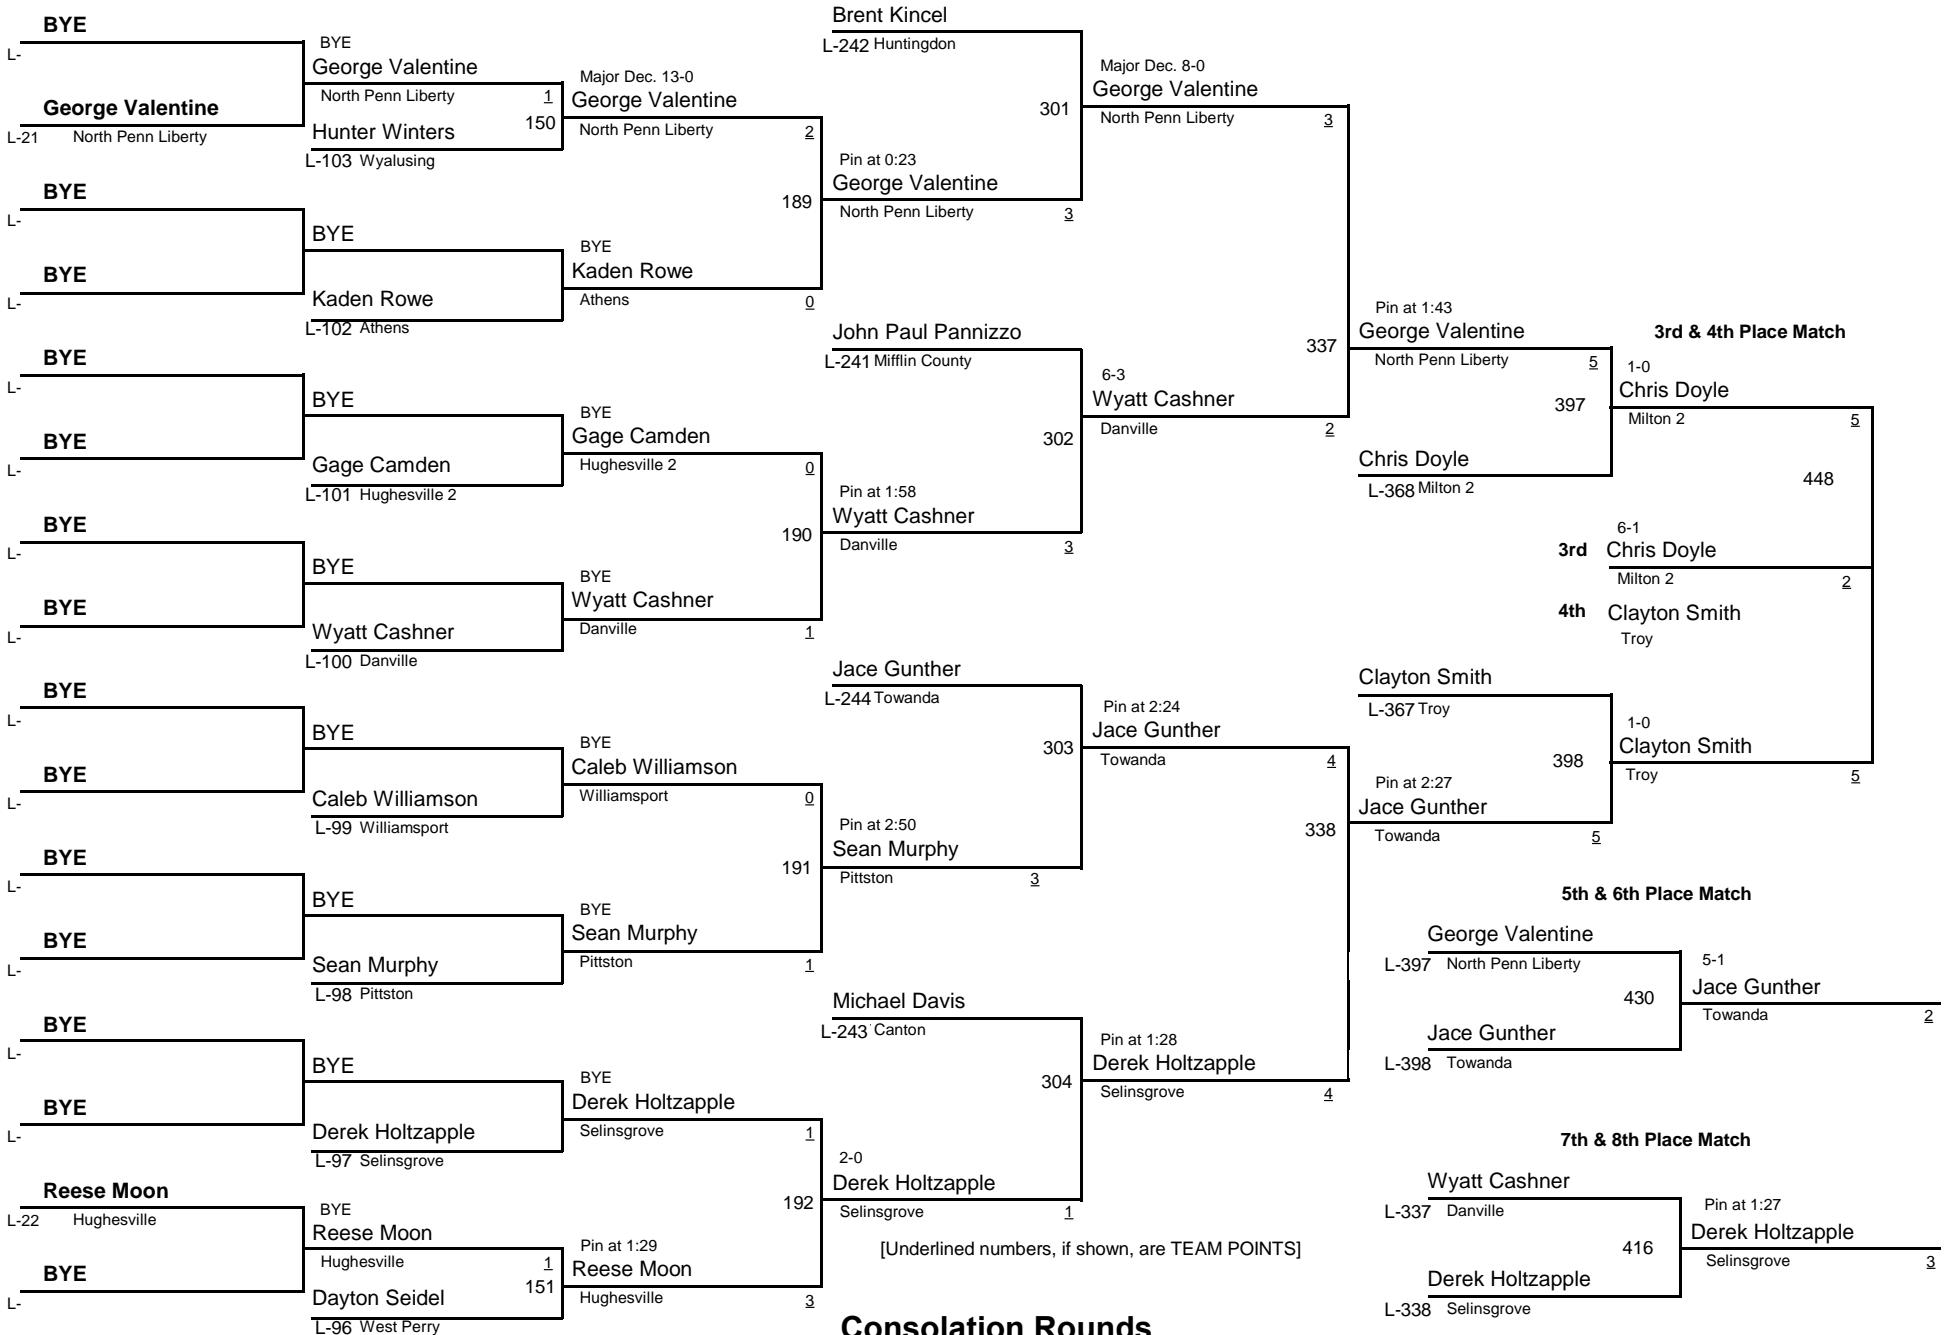 BYE
L-
George Valentine
L-21 North Penn Liberty
BYE
L-
BYE
L-
BYE
L-
BYE
L-
BYE
L-
BYE
L-
BYE
L-
BYE
L-
BYE
L-
BYE
L-
BYE
L-
BYE
L-
Reese Moon
L-22 Hughesville
BYE
L-
BYE
George Valentine
North Penn Liberty 1
150
Hunter Winters
L-103 Wyalusing
BYE
Kaden Rowe
L-102 Athens
BYE
Gage Camden
L-101 Hughesville 2
BYE
Wyatt Cashner
L-100 Danville
BYE
Caleb Williamson
L-99 Williamsport
BYE
Sean Murphy
L-98 Pittston
BYE
Derek Holtzapple
L-97 Selinsgrove
BYE
Reese Moon
Hughesville 1
151
Dayton Seidel
L-96 West Perry
Major Dec. 13-0
George Valentine
North Penn Liberty 2
189
BYE
Kaden Rowe
Athens 0
BYE
Gage Camden
Hughesville 2 0
190
BYE
Wyatt Cashner
Danville 1
BYE
Caleb Williamson
Williamsport 0
191
BYE
Sean Murphy
Pittston 1
BYE
Derek Holtzapple
Selinsgrove 1
192
Pin at 1:29
Reese Moon
Hughesville 3
Brent Kincel
L-242 Huntingdon
301
Pin at 0:23
George Valentine
North Penn Liberty 3
John Paul Pannizzo
L-241 Mifflin County
302
Pin at 1:58
Wyatt Cashner
Danville 3
Jace Gunther
L-244 Towanda
303
Pin at 2:50
Sean Murphy
Pittston 3
Michael Davis
L-243 Canton
304
2-0
Derek Holtzapple
Selinsgrove 1
Major Dec. 8-0
George Valentine
North Penn Liberty 3
337
6-3
Wyatt Cashner
Danville 2
Pin at 2:24
Jace Gunther
Towanda 4
338
Pin at 1:28
Derek Holtzapple
Selinsgrove 4
Pin at 1:43
George Valentine
North Penn Liberty 5
397
Chris Doyle
L-368 Milton 2
Clayton Smith
L-367 Troy
398
Pin at 2:27
Jace Gunther
Towanda 5
3rd & 4th Place Match
1-0
Chris Doyle
Milton 2 5
448
6-1
3rd Chris Doyle
Milton 2 2
4th Clayton Smith
Troy
1-0
Clayton Smith
Troy 5
5th & 6th Place Match
George Valentine
L-397 North Penn Liberty
430
Jace Gunther
L-398 Towanda
5-1
Jace Gunther
Towanda 2
7th & 8th Place Match
Wyatt Cashner
L-337 Danville
416
Derek Holtzapple
L-338 Selinsgrove
Pin at 1:27
Derek Holtzapple
Selinsgrove 3
[Underlined numbers, if shown, are TEAM POINTS]
Consolation Rounds